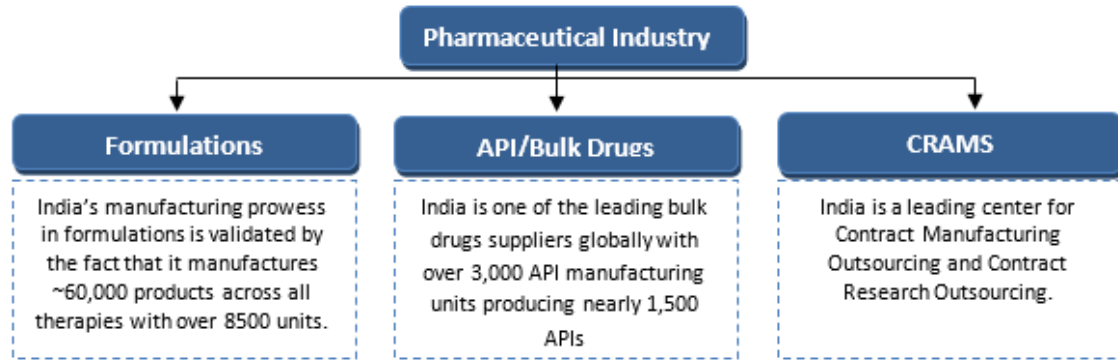 Pharmaceutical Industry
Formulations
India's manufacturing prowess
in formulations is validated by
the fact that it manufactures
~60,000 products across all
therapies with over 8500 units.
API/Bulk Drugs
India is one of the leading bulk
drugs suppliers globally with
over 3,000 API manufacturing
units producing nearly 1,500
APIs
CRAMS
India is a leading center for
Contract Manufacturing
Outsourcing and Contract
Research Outsourcing.